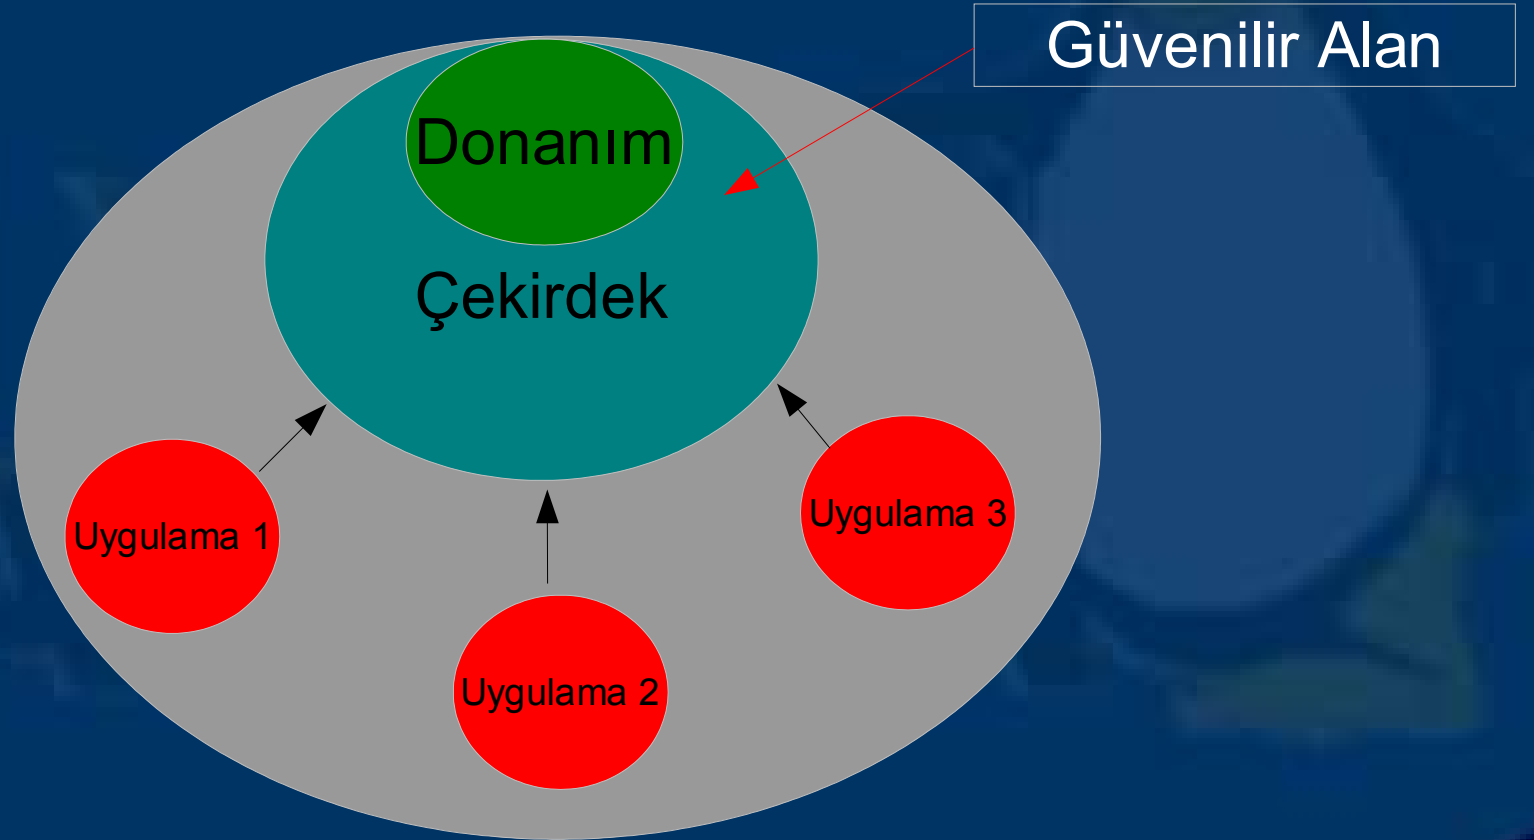 Güvenilir Alan
Donanım
Çekirdek
Uygulama 1
Uygulama 2
Uygulama 3